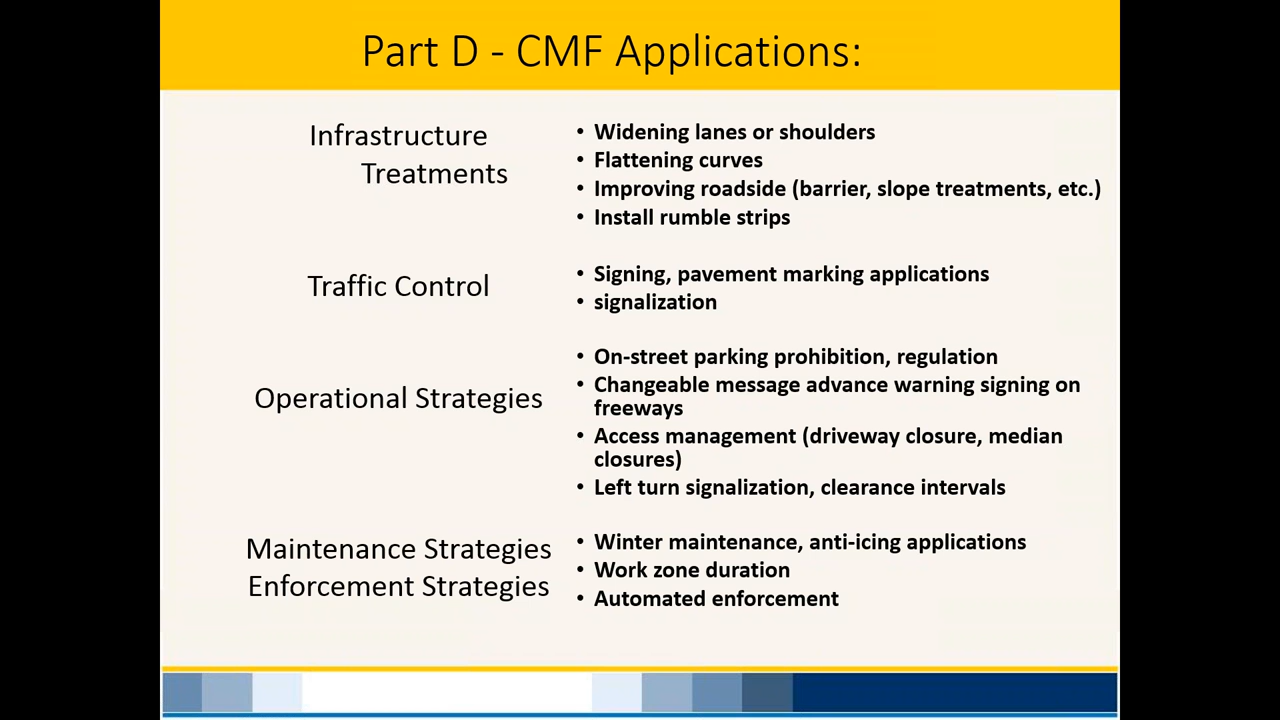 Part D - CMF Applications:
Infrastructure
Treatments
• Widening lanes or shoulders
• Flattening curves
• Improving roadside (barrier, slope treatments, etc.)
• Install rumble strips
Traffic Control
• Signing, pavement marking applications
• signalization
Operational Strategies
• On-street parking prohibition, regulation
• Changeable message advance warning signing on
freeways
• Access management (driveway closure, median
closures)
• Left turn signalization, clearance intervals
Maintenance Strategies
Enforcement Strategies
• Winter maintenance, anti-icing applications
• Work zone duration
• Automated enforcement